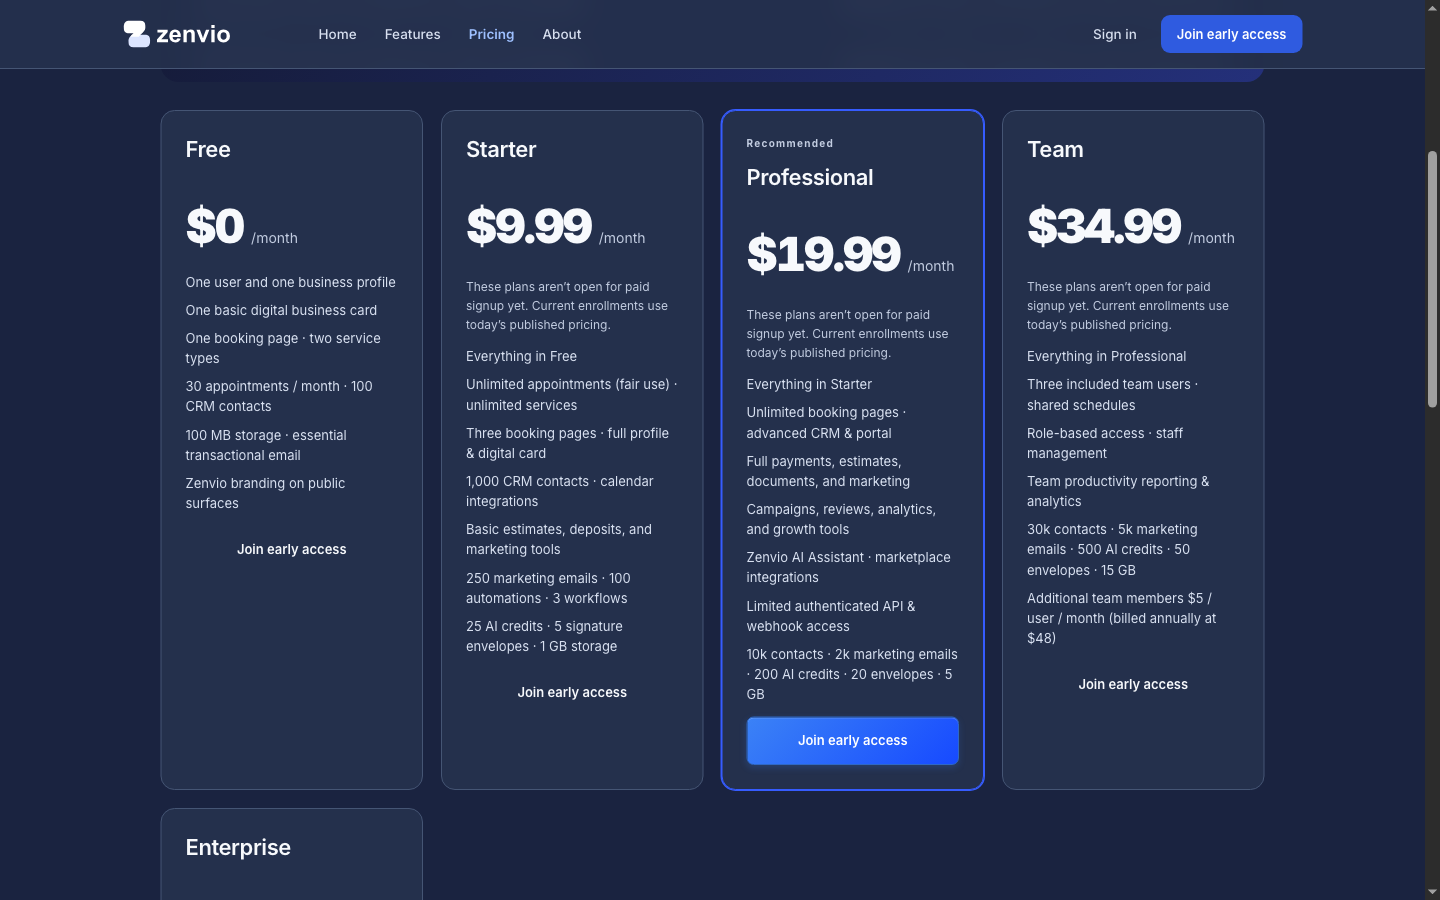 zenvio
Home
Features
Pricing
About
Sign in
Join early access
Free
$0 /month
One user and one business profile
One basic digital business card
One booking page · two service
types
30 appointments / month · 100
CRM contacts
100 MB storage · essential
transactional email
Zenvio branding on public
surfaces
Join early access
Starter
$9.99 /month
These plans aren’t open for paid
signup yet. Current enrollments use
today’s published pricing.
Everything in Free
Unlimited appointments (fair use) ·
unlimited services
Three booking pages · full profile
& digital card
1,000 CRM contacts · calendar
integrations
Basic estimates, deposits, and
marketing tools
250 marketing emails · 100
automations · 3 workflows
25 AI credits · 5 signature
envelopes · 1 GB storage
Join early access
Recommended
Professional
$19.99 /month
These plans aren’t open for paid
signup yet. Current enrollments use
today’s published pricing.
Everything in Starter
Unlimited booking pages ·
advanced CRM & portal
Full payments, estimates,
documents, and marketing
Campaigns, reviews, analytics,
and growth tools
Zenvio AI Assistant · marketplace
integrations
Limited authenticated API &
webhook access
10k contacts · 2k marketing emails
· 200 AI credits · 20 envelopes · 5
GB
Join early access
Team
$34.99 /month
These plans aren’t open for paid
signup yet. Current enrollments use
today’s published pricing.
Everything in Professional
Three included team users ·
shared schedules
Role-based access · staff
management
Team productivity reporting &
analytics
30k contacts · 5k marketing
emails · 500 AI credits · 50
envelopes · 15 GB
Additional team members $5 /
user / month (billed annually at
$48)
Join early access
Enterprise